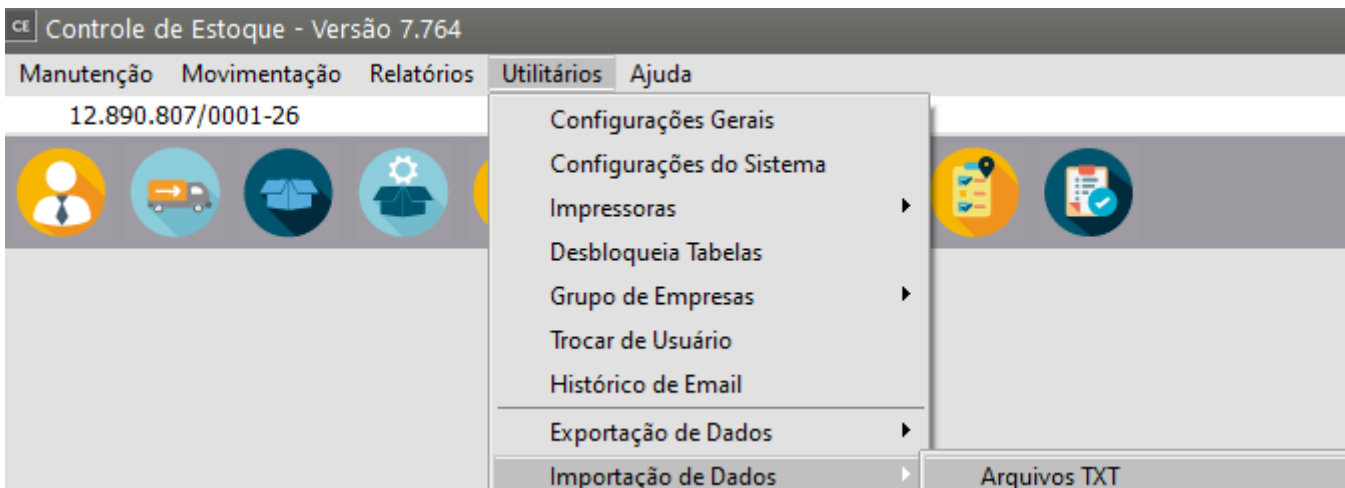 CE Controle de Estoque - Versão 7.764
Manutenção Movimentação Relatórios Utilitários Ajuda
12.890.807/0001-26
Configurações Gerais
Configurações do Sistema
Impressoras
Desbloqueia Tabelas
Grupo de Empresas
Trocar de Usuário
Histórico de Email
Exportação de Dados
Importação de Dados Arquivos TXT